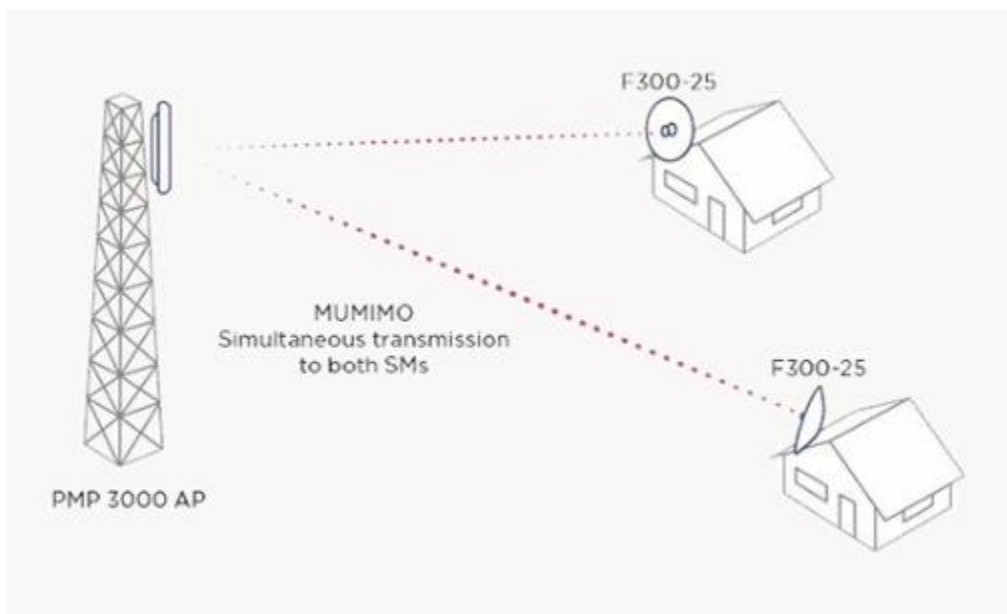 F300-25
MUMIMO
Simultaneous transmission
to both SMs
F300-25
PMP 3000 AP